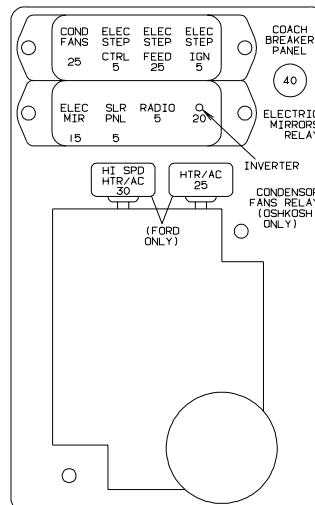 COND ELEC ELEC ELEC
FANS STEP STEP STEP
25 CTRL FEED IGN
5 25 5
COACH
BREAKER
PANEL
40
ELEC SLR RADIO
MIR PNL 5 20
15 5
ELECTRIC
MIRRORS
RELAY
INVERTER
HI SPD
HTR/AC
30
HTR/AC
25
(FORD
ONLY)
CONDENSOR
FANS RELAY
(OSHKOSH
ONLY)